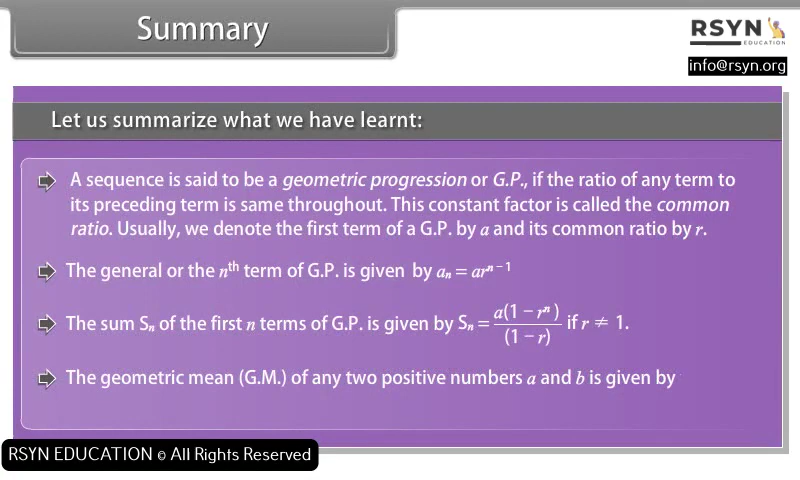 Summary
RSYN
EDUCATION
info@rsyn.org
Let us summarize what we have learnt:
A sequence is said to be a geometric progression or G.P., if the ratio of any term to
its preceding term is same throughout. This constant factor is called the common
ratio. Usually, we denote the first term of a G.P. by a and its common ratio by r.
The general or the nᵗʰ term of G.P. is given by aₙ = arⁿ⁻¹
The sum Sₙ of the first n terms of G.P. is given by Sₙ = a(1 − rⁿ)/(1 − r) if r ≠ 1.
The geometric mean (G.M.) of any two positive numbers a and b is given by
RSYN EDUCATION © All Rights Reserved